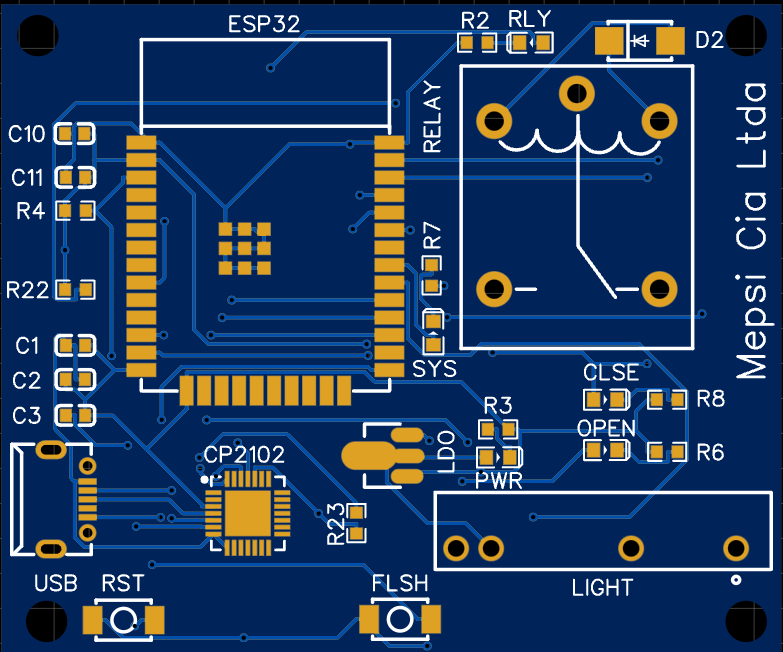 ESP32
R2
RLY
D2
RELAY
Mepsi Cia Ltda
C10
C11
R4
R7
R22
C1
C2
C3
SYS
CLSE
R8
R3
OPEN
R6
LDO
PWR
CP2102
R23
USB
RST
FLSH
LIGHT